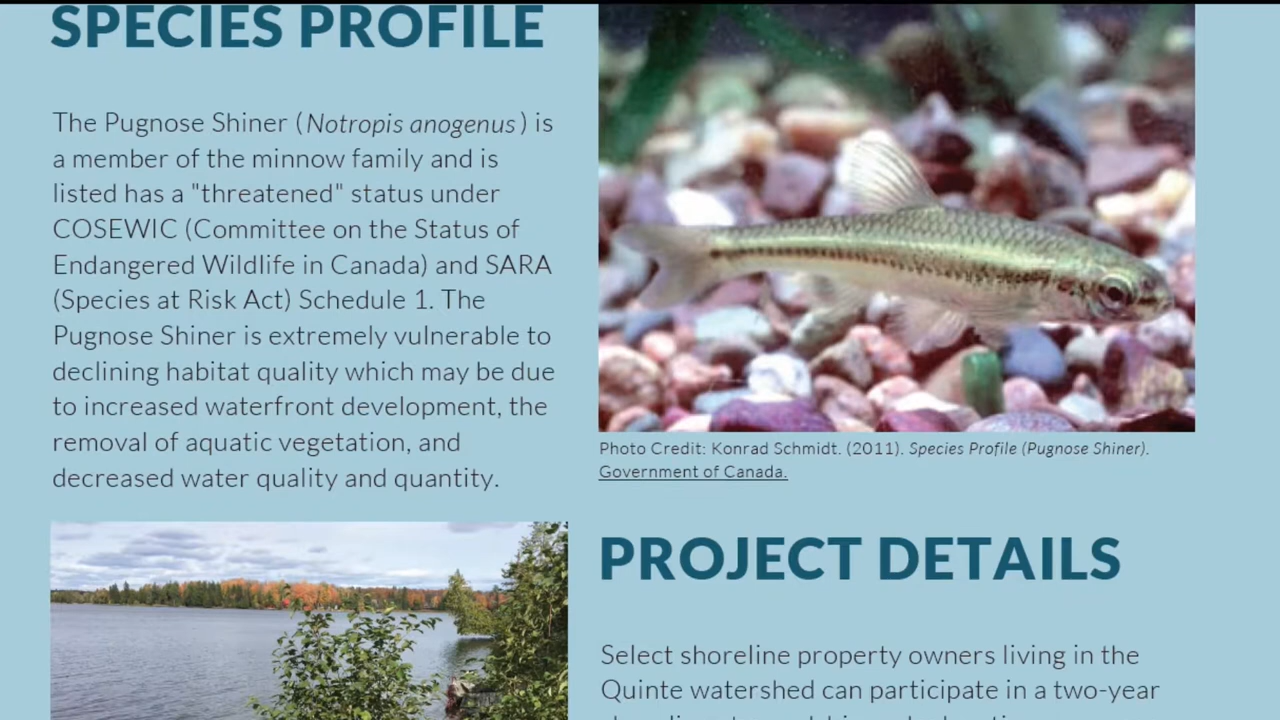 SPECIES PROFILE
The Pugnose Shiner (Notropis anogenus) is
a member of the minnow family and is
listed has a "threatened" status under
COSEWIC (Committee on the Status of
Endangered Wildlife in Canada) and SARA
(Species at Risk Act) Schedule 1. The
Pugnose Shiner is extremely vulnerable to
declining habitat quality which may be due
to increased waterfront development, the
removal of aquatic vegetation, and
decreased water quality and quantity.
Photo Credit: Konrad Schmidt. (2011). Species Profile (Pugnose Shiner).
Government of Canada.
PROJECT DETAILS
Select shoreline property owners living in the
Quinte watershed can participate in a two-year